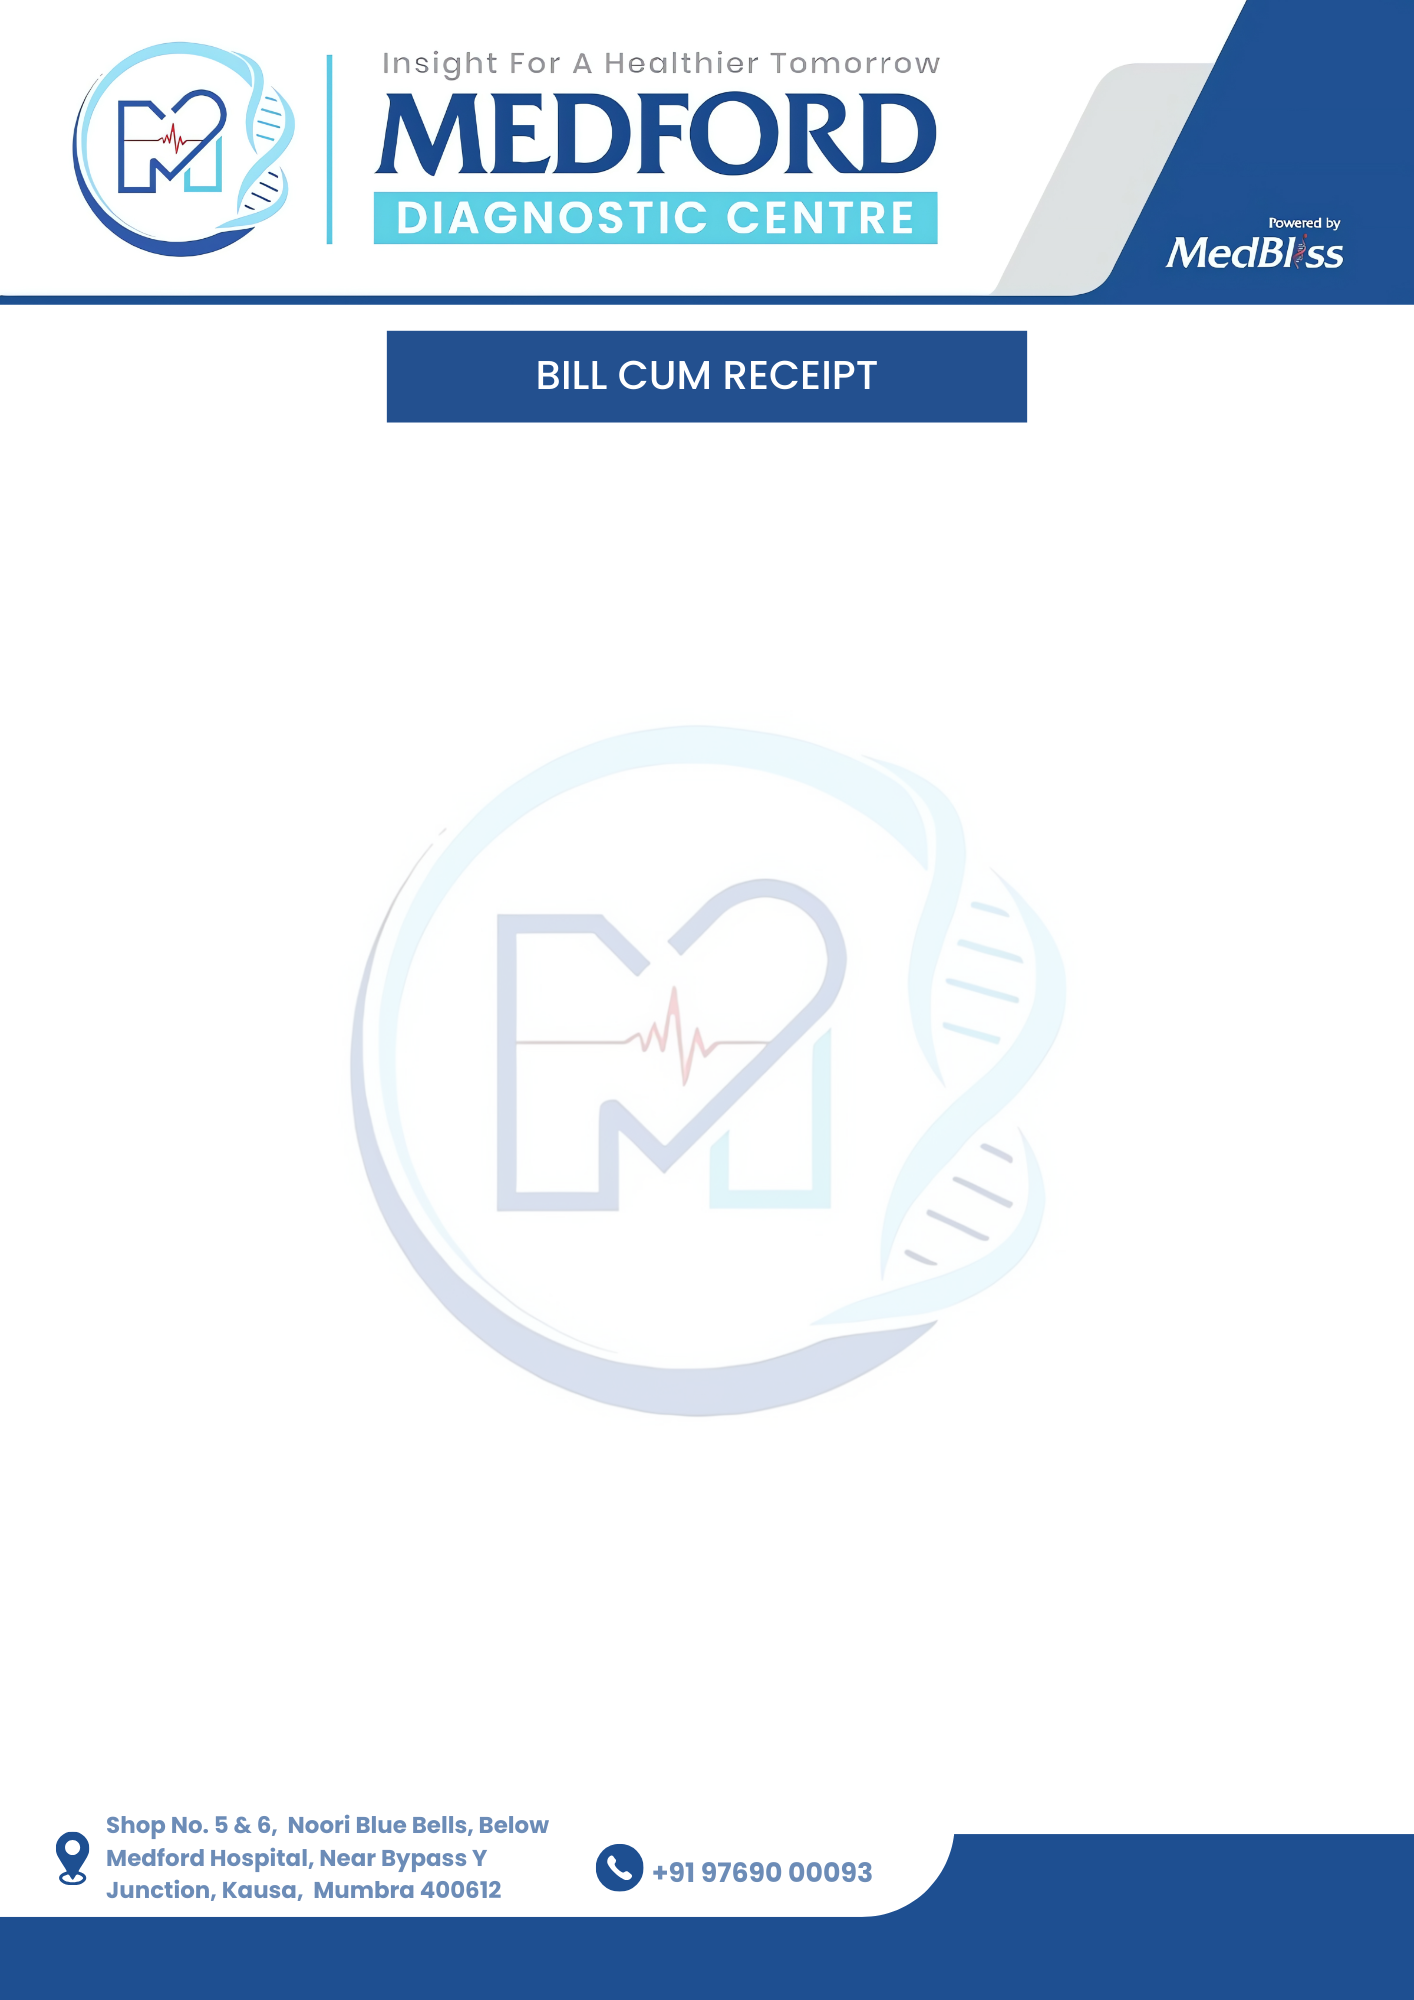 Insight For A Healthier Tomorrow
MEDFORD
DIAGNOSTIC CENTRE
Powered by
MedBliss
BILL CUM RECEIPT
Shop No. 5 & 6, Noori Blue Bells, Below
Medford Hospital, Near Bypass Y
Junction, Kausa, Mumbra 400612
+91 97690 00093